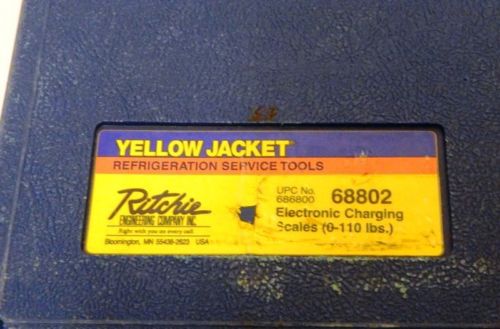 YELLOW JACKET
REFRIGERATION SERVICE TOOLS
Ritchie
ENGINEERING COMPANY INC.
Right with you on every call.
Bloomington, MN 55438-2623 USA
UPC No.
686800 68802
Electronic Charging
Scales (0-110 lbs.)